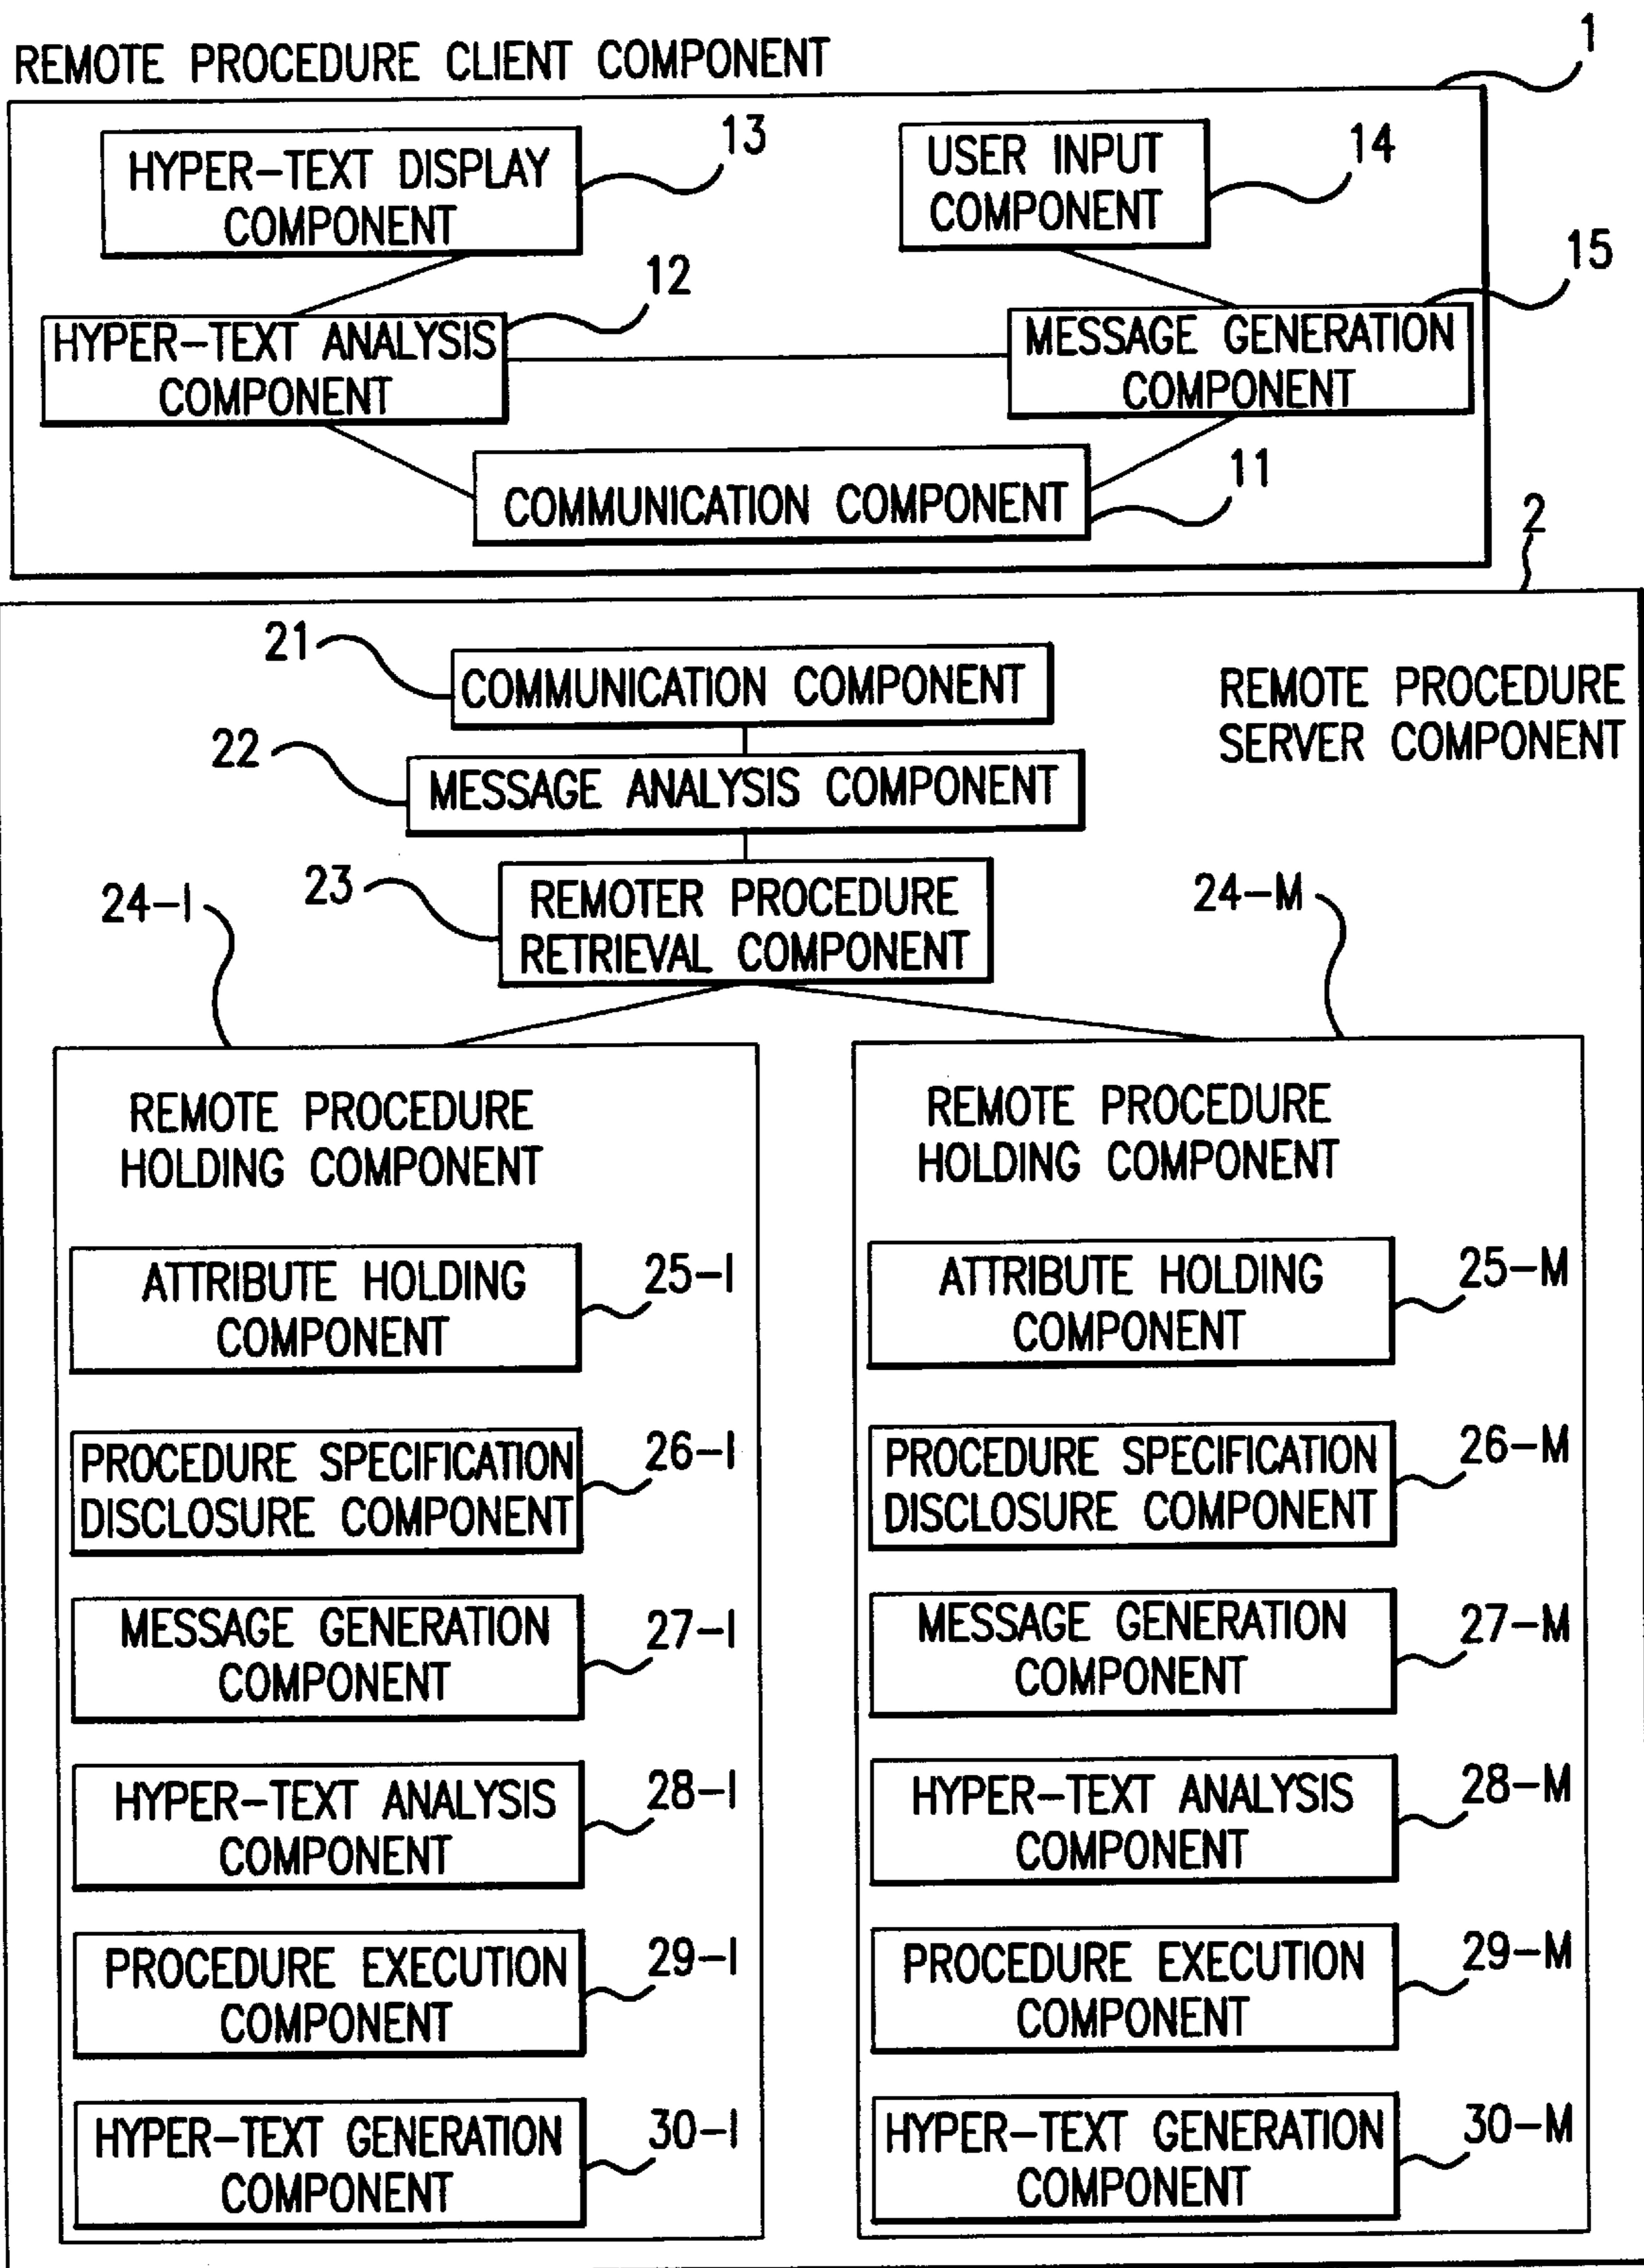 REMOTE PROCEDURE CLIENT COMPONENT
1
HYPER-TEXT DISPLAY
COMPONENT
13
USER INPUT
COMPONENT
14
HYPER-TEXT ANALYSIS
COMPONENT
12
MESSAGE GENERATION
COMPONENT
15
COMMUNICATION COMPONENT
11
2
REMOTE PROCEDURE
SERVER COMPONENT
21
COMMUNICATION COMPONENT
22
MESSAGE ANALYSIS COMPONENT
23
REMOTER PROCEDURE
RETRIEVAL COMPONENT
24-I
REMOTE PROCEDURE
HOLDING COMPONENT
ATTRIBUTE HOLDING
COMPONENT
25-I
PROCEDURE SPECIFICATION
DISCLOSURE COMPONENT
26-I
MESSAGE GENERATION
COMPONENT
27-I
HYPER-TEXT ANALYSIS
COMPONENT
28-I
PROCEDURE EXECUTION
COMPONENT
29-I
HYPER-TEXT GENERATION
COMPONENT
30-I
24-M
REMOTE PROCEDURE
HOLDING COMPONENT
ATTRIBUTE HOLDING
COMPONENT
25-M
PROCEDURE SPECIFICATION
DISCLOSURE COMPONENT
26-M
MESSAGE GENERATION
COMPONENT
27-M
HYPER-TEXT ANALYSIS
COMPONENT
28-M
PROCEDURE EXECUTION
COMPONENT
29-M
HYPER-TEXT GENERATION
COMPONENT
30-M